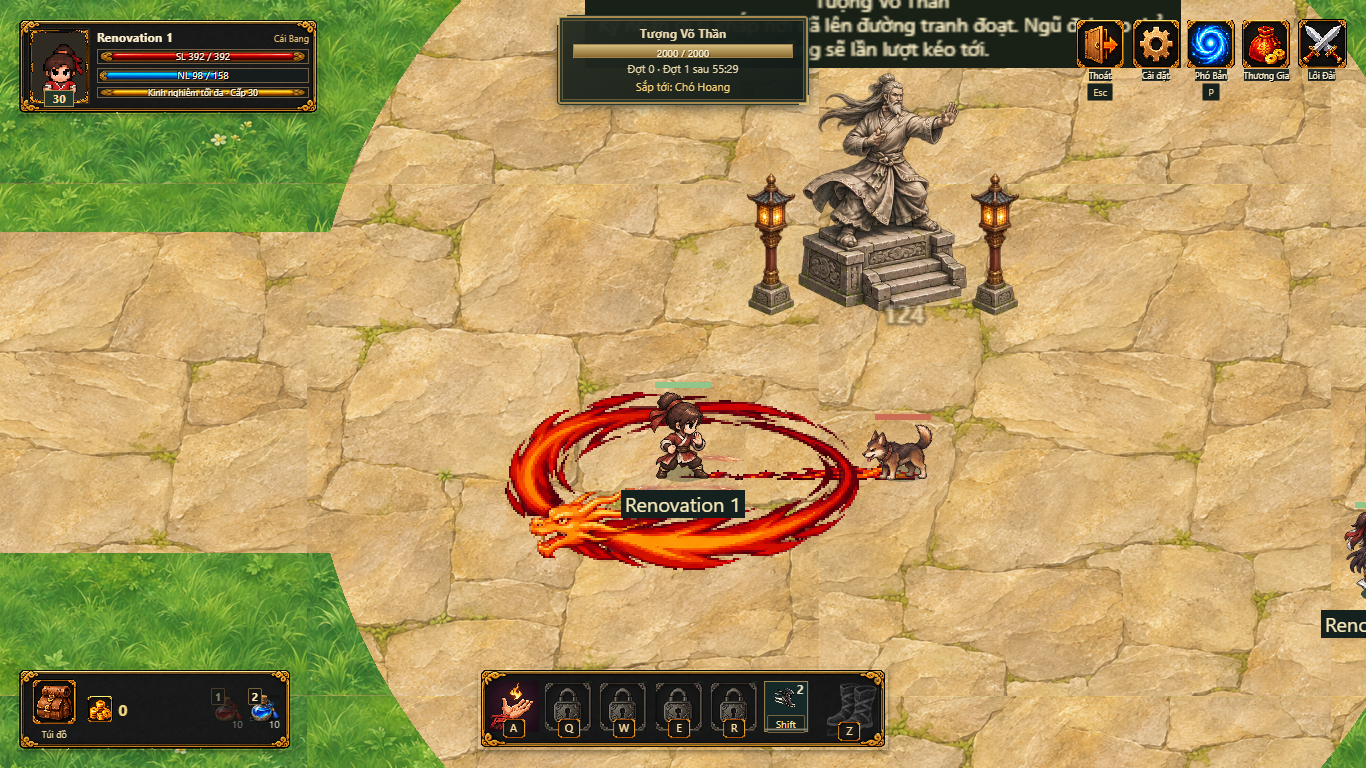 Renovation 1
Cái Bang
SL 392 / 392
NL 98 / 158
Kinh nghiệm tối đa - Cấp 30
30
Tượng Võ Thần
lên đường tranh đoạt. Ngũ
sẽ lần lượt kéo tới.
Tượng Võ Thần
2000 / 2000
Đợt 0 · Đợt 1 sau 55:29
Sắp tới: Chó Hoang
Thoát
Cài đặt
Phó Bản
Thương Gia
Lôi Đài
Esc
P
124
Renovation 1
Reno
Túi đồ
0
1
10
2
10
A
Q
W
E
R
2
Shift
Z